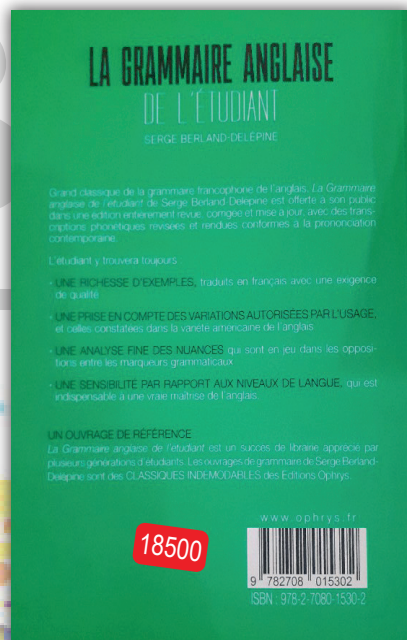 LA GRAMMAIRE ANGLAISE
DE L'ÉTUDIANT
SERGE BERLAND-DELÉPINE
Grand classique de la grammaire francophone de l'anglais, La Grammaire
anglaise de l'étudiant de Serge Berland-Delépine est offerte à son public
dans une édition entièrement revue, corrigée et mise à jour, avec des trans-
criptions phonétiques révisées et rendues conformes à la prononciation
contemporaine.
L'étudiant y trouvera toujours :
- UNE RICHESSE D'EXEMPLES, traduits en français avec une exigence
de qualité
- UNE PRISE EN COMPTE DES VARIATIONS AUTORISÉES PAR L'USAGE,
et celles constatées dans la variété américaine de l'anglais
- UNE ANALYSE FINE DES NUANCES qui sont en jeu dans les opposi-
tions entre les marqueurs grammaticaux
- UNE SENSIBILITÉ PAR RAPPORT AUX NIVEAUX DE LANGUE, qui est
indispensable à une vraie maîtrise de l'anglais.
UN OUVRAGE DE RÉFÉRENCE
La Grammaire anglaise de l'étudiant est un succès de librairie apprécié par
plusieurs générations d'étudiants. Les ouvrages de grammaire de Serge Berland-
Delépine sont des CLASSIQUES INDÉMODABLES des Éditions Ophrys.
www.ophrys.fr
18500
9 782708 015302
ISBN : 978-2-7080-1530-2